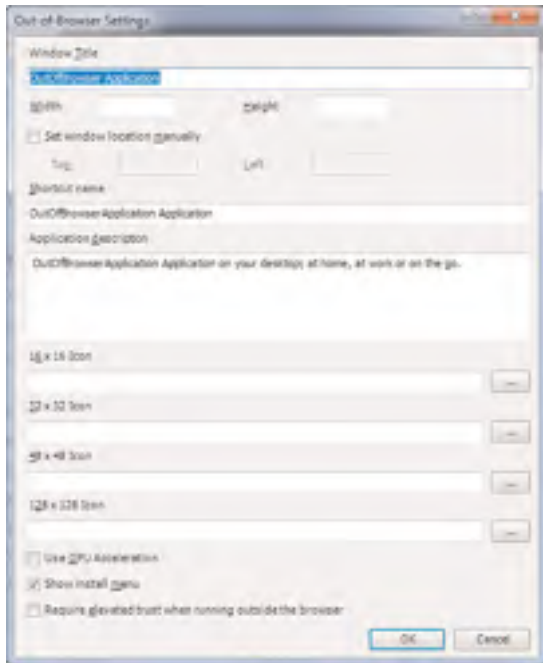 Out-of-Browser Settings
Window Title
OutOfBrowser Application
Width Height
Set window location manually
Top Left
Shortcut name
OutOfBrowserApplication Application
Application description
OutOfBrowserApplication Application on your desktop; at home, at work or on the go.
16 x 16 Icon
...
32 x 32 Icon
...
48 x 48 Icon
...
128 x 128 Icon
...
Use GPU Acceleration
Show install menu
Require elevated trust when running outside the browser
OK Cancel